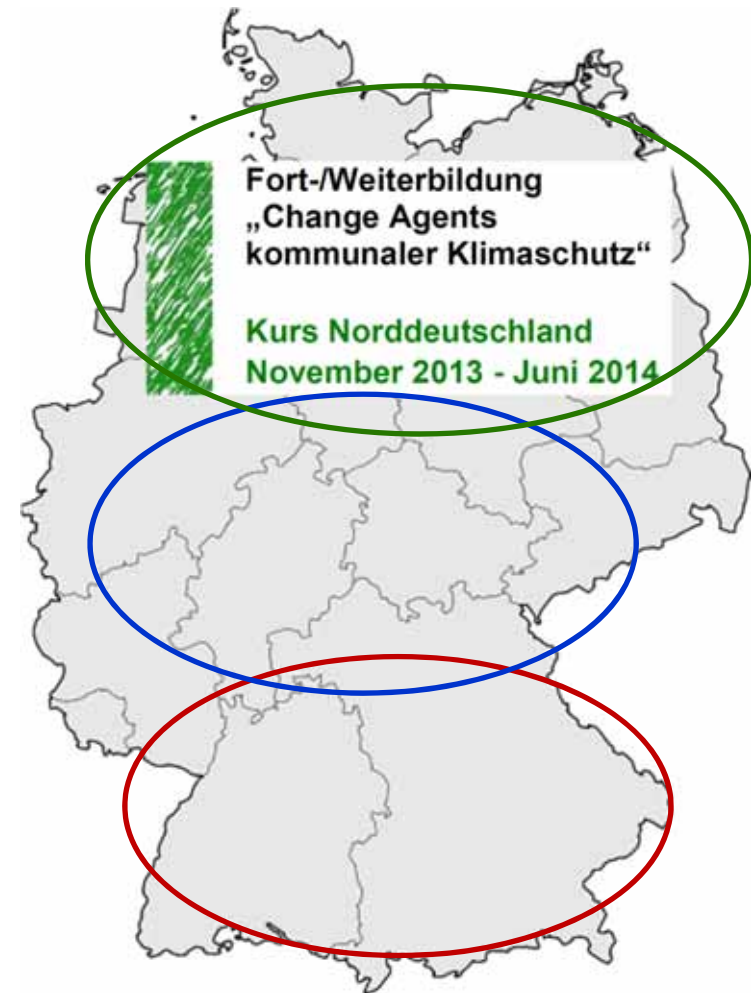 Fort-/Weiterbildung
„Change Agents
kommunaler Klimaschutz“
Kurs Norddeutschland
November 2013 - Juni 2014